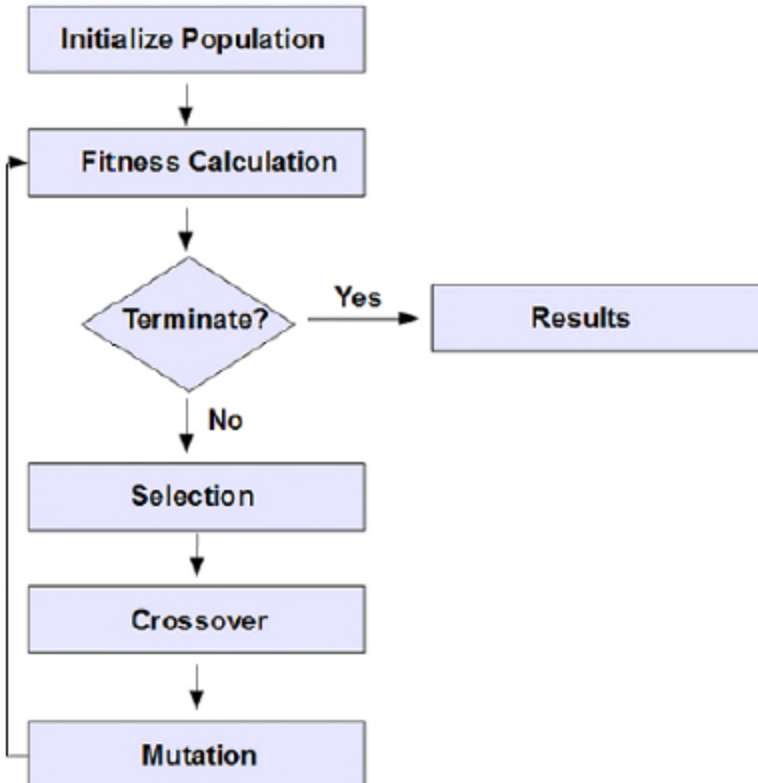 Initialize Population
Fitness Calculation
Terminate?
Yes
Results
No
Selection
Crossover
Mutation